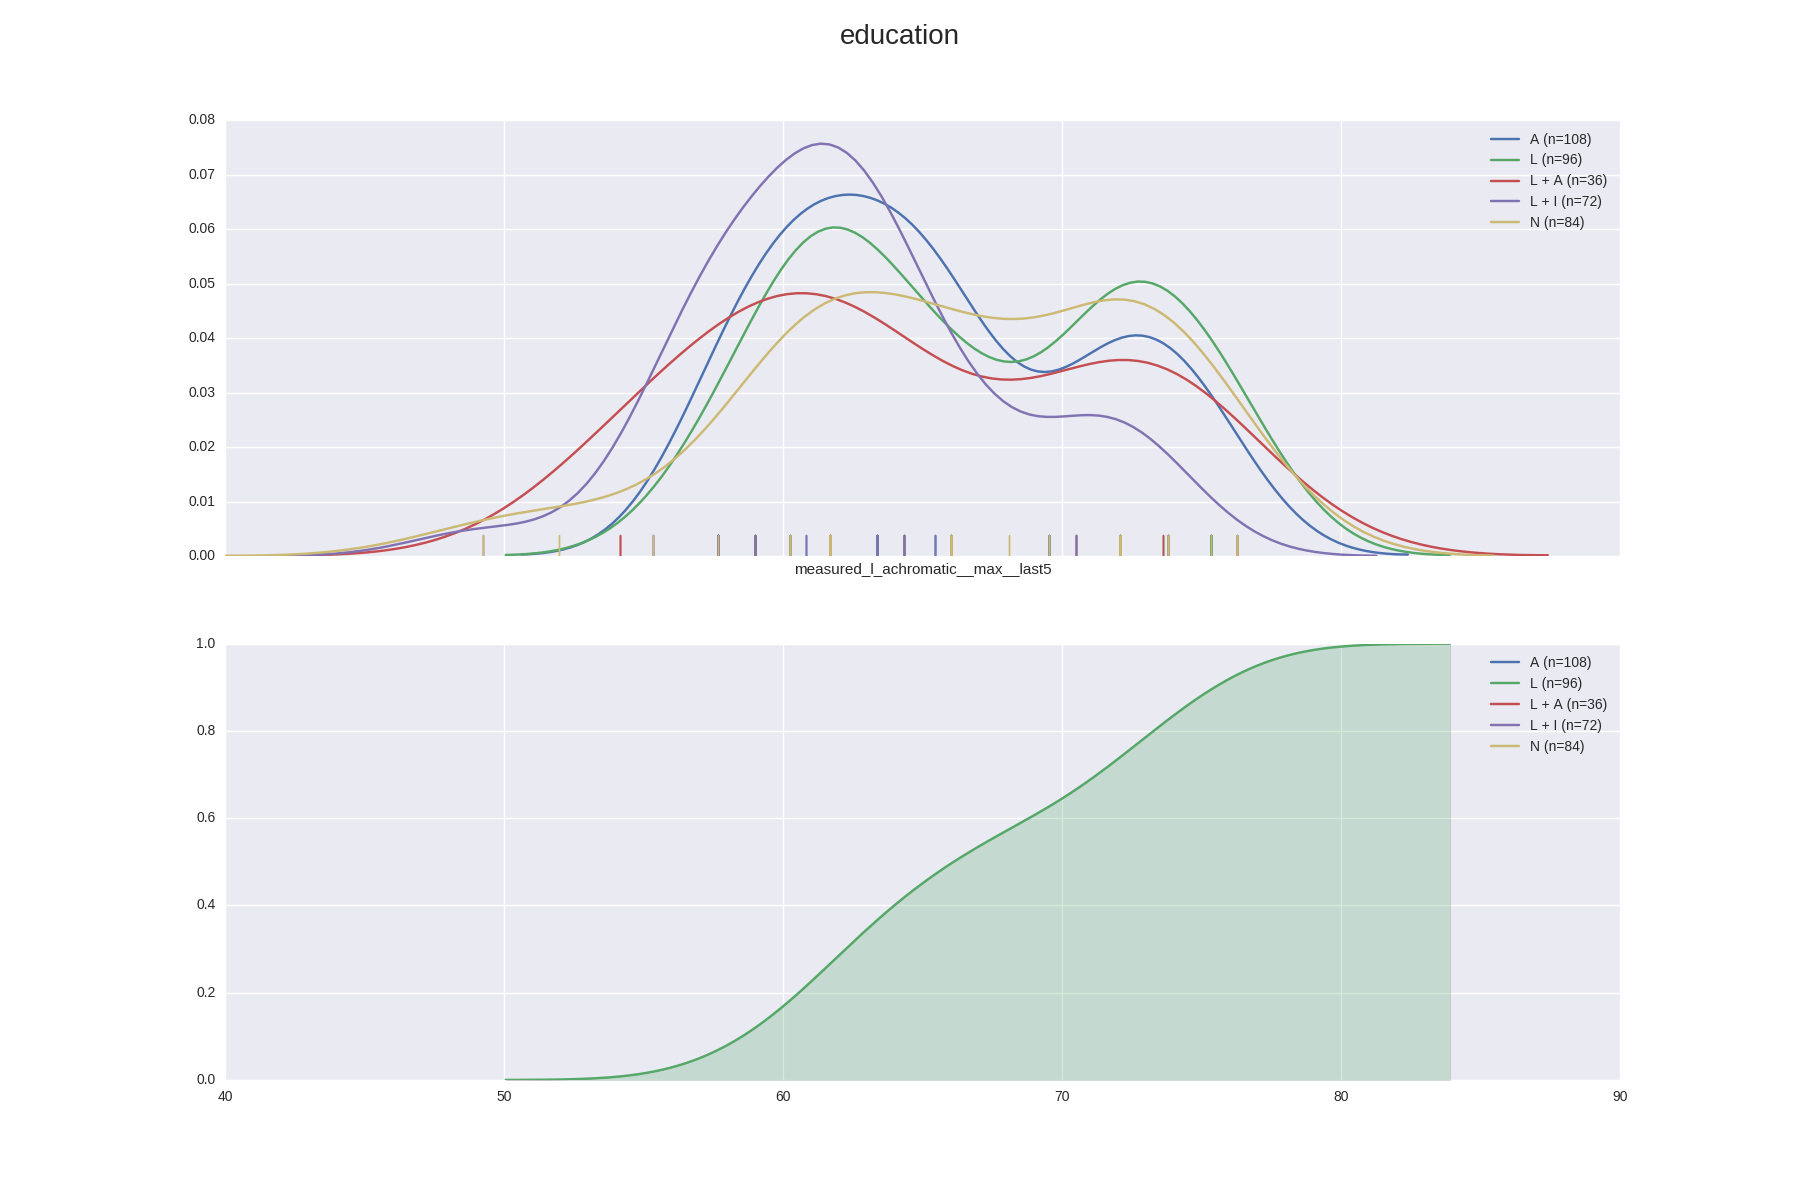 education
0.08
0.07
0.06
0.05
0.04
0.03
0.02
0.01
0.00
A (n=108)
L (n=96)
L + A (n=36)
L + I (n=72)
N (n=84)
measured_l_achromatic__max__last5
1.0
0.8
0.6
0.4
0.2
0.0
A (n=108)
L (n=96)
L + A (n=36)
L + I (n=72)
N (n=84)
40 50 60 70 80 90